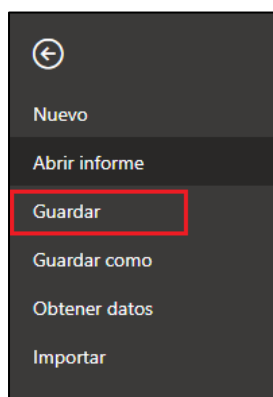 Nuevo
Abrir informe
Guardar
Guardar como
Obtener datos
Importar